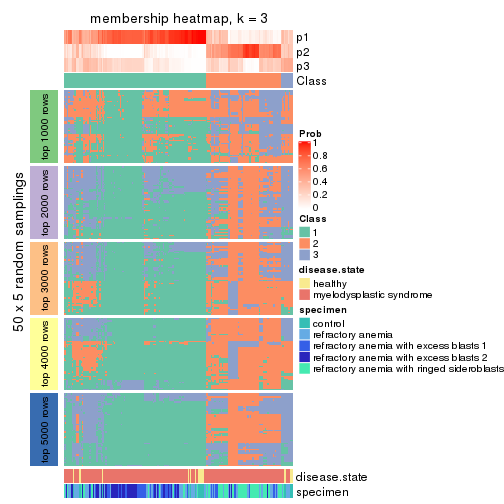 membership heatmap, k = 3
p1
p2
p3
Class
50 x 5 random samplings
top 1000 rows
top 2000 rows
top 3000 rows
top 4000 rows
top 5000 rows
disease.state
specimen
Prob
1
0.8
0.6
0.4
0.2
0
Class
1
2
3
disease.state
healthy
myelodysplastic syndrome
specimen
control
refractory anemia
refractory anemia with excess blasts 1
refractory anemia with excess blasts 2
refractory anemia with ringed sideroblasts